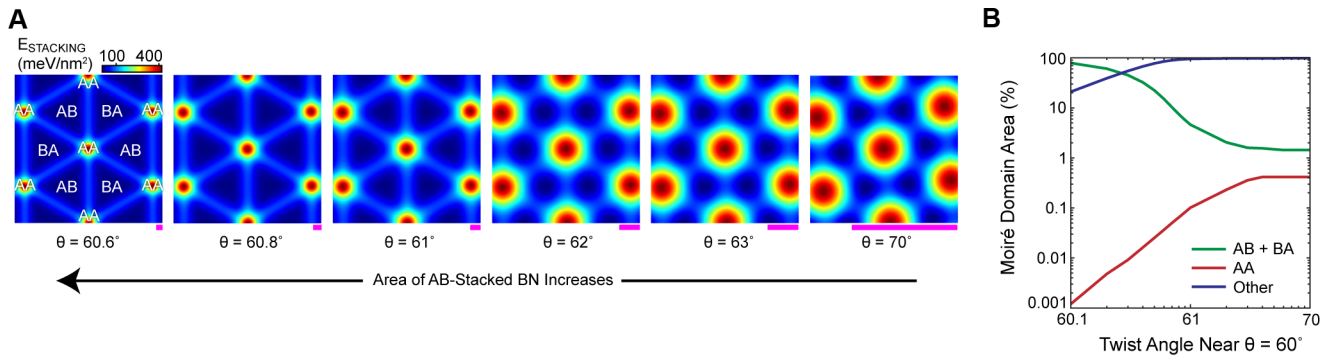 A
E_STACKING
(meV/nm²)
100 400
AA
AA AB BA AA
BA AA AB
AA AB BA AA
AA
θ = 60.6°
θ = 60.8°
θ = 61°
θ = 62°
θ = 63°
θ = 70°
Area of AB-Stacked BN Increases
B
Moiré Domain Area (%)
100
10
1
0.1
0.01
0.001
AB + BA
AA
Other
60.1 61 70
Twist Angle Near θ = 60°